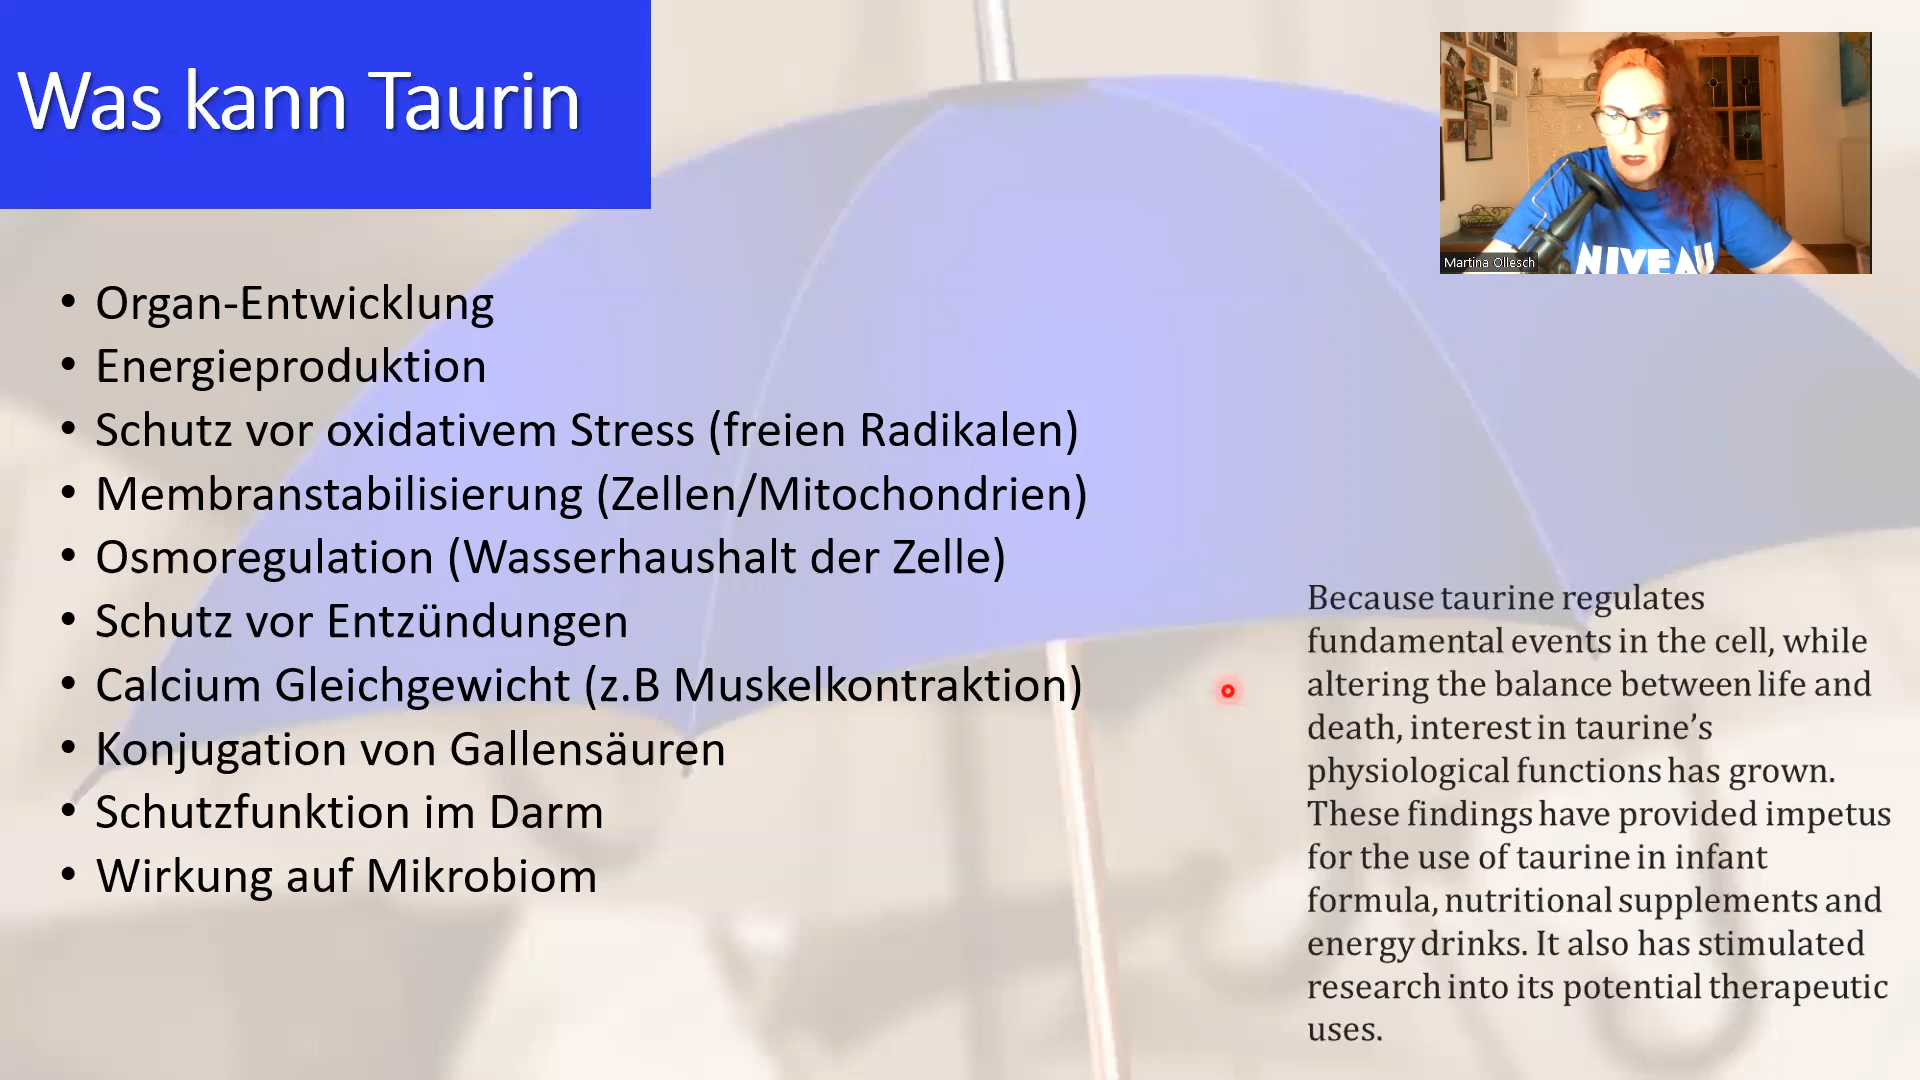 Was kann Taurin
NIVEAU
Martina Ollesch
• Organ-Entwicklung
• Energieproduktion
• Schutz vor oxidativem Stress (freien Radikalen)
• Membranstabilisierung (Zellen/Mitochondrien)
• Osmoregulation (Wasserhaushalt der Zelle)
• Schutz vor Entzündungen
• Calcium Gleichgewicht (z.B Muskelkontraktion)
• Konjugation von Gallensäuren
• Schutzfunktion im Darm
• Wirkung auf Mikrobiom
Because taurine regulates
fundamental events in the cell, while
altering the balance between life and
death, interest in taurine’s
physiological functions has grown.
These findings have provided impetus
for the use of taurine in infant
formula, nutritional supplements and
energy drinks. It also has stimulated
research into its potential therapeutic
uses.